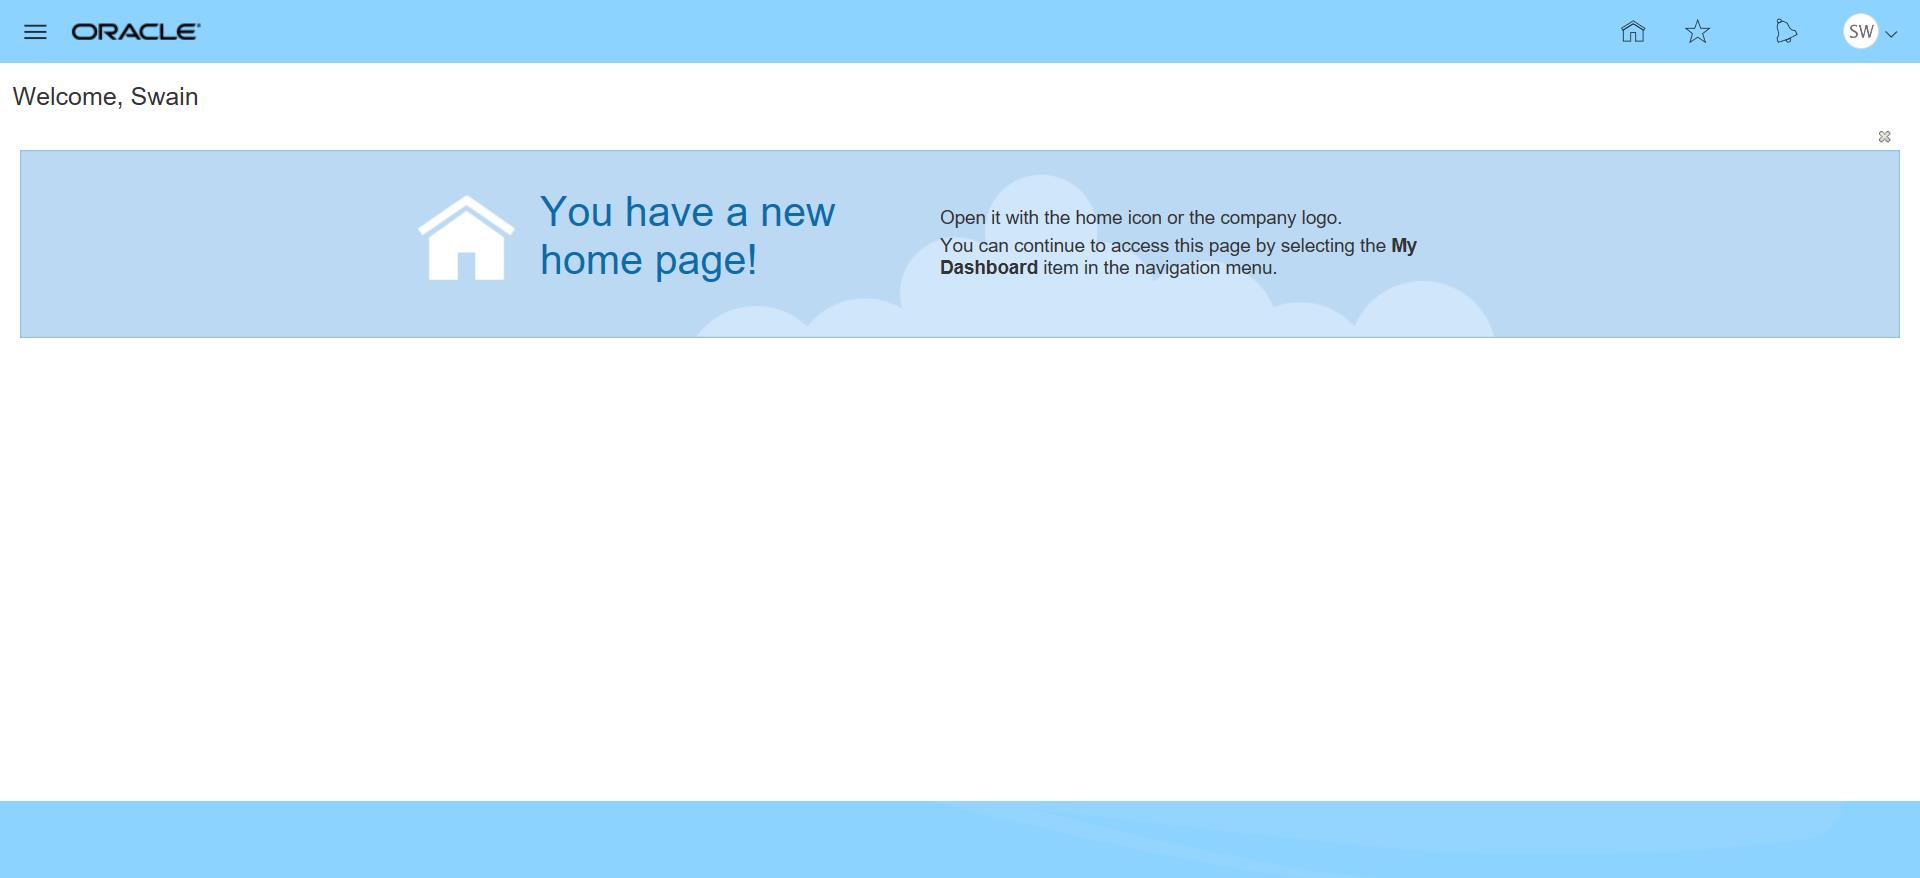 ORACLE
SW
Welcome, Swain
You have a new
home page!
Open it with the home icon or the company logo.
You can continue to access this page by selecting the My
Dashboard item in the navigation menu.